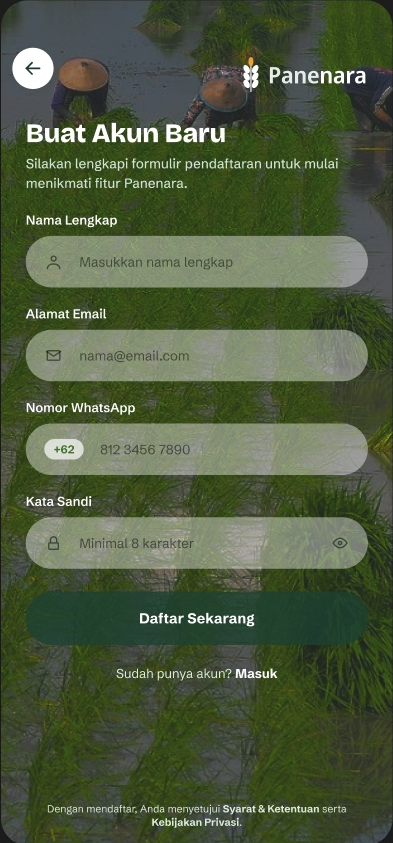 Panenara
Buat Akun Baru
Silakan lengkapi formulir pendaftaran untuk mulai
menikmati fitur Panenara.
Nama Lengkap
Masukkan nama lengkap
Alamat Email
nama@email.com
Nomor WhatsApp
+62 812 3456 7890
Kata Sandi
Minimal 8 karakter
Daftar Sekarang
Sudah punya akun? Masuk
Dengan mendaftar, Anda menyetujui Syarat & Ketentuan serta
Kebijakan Privasi.